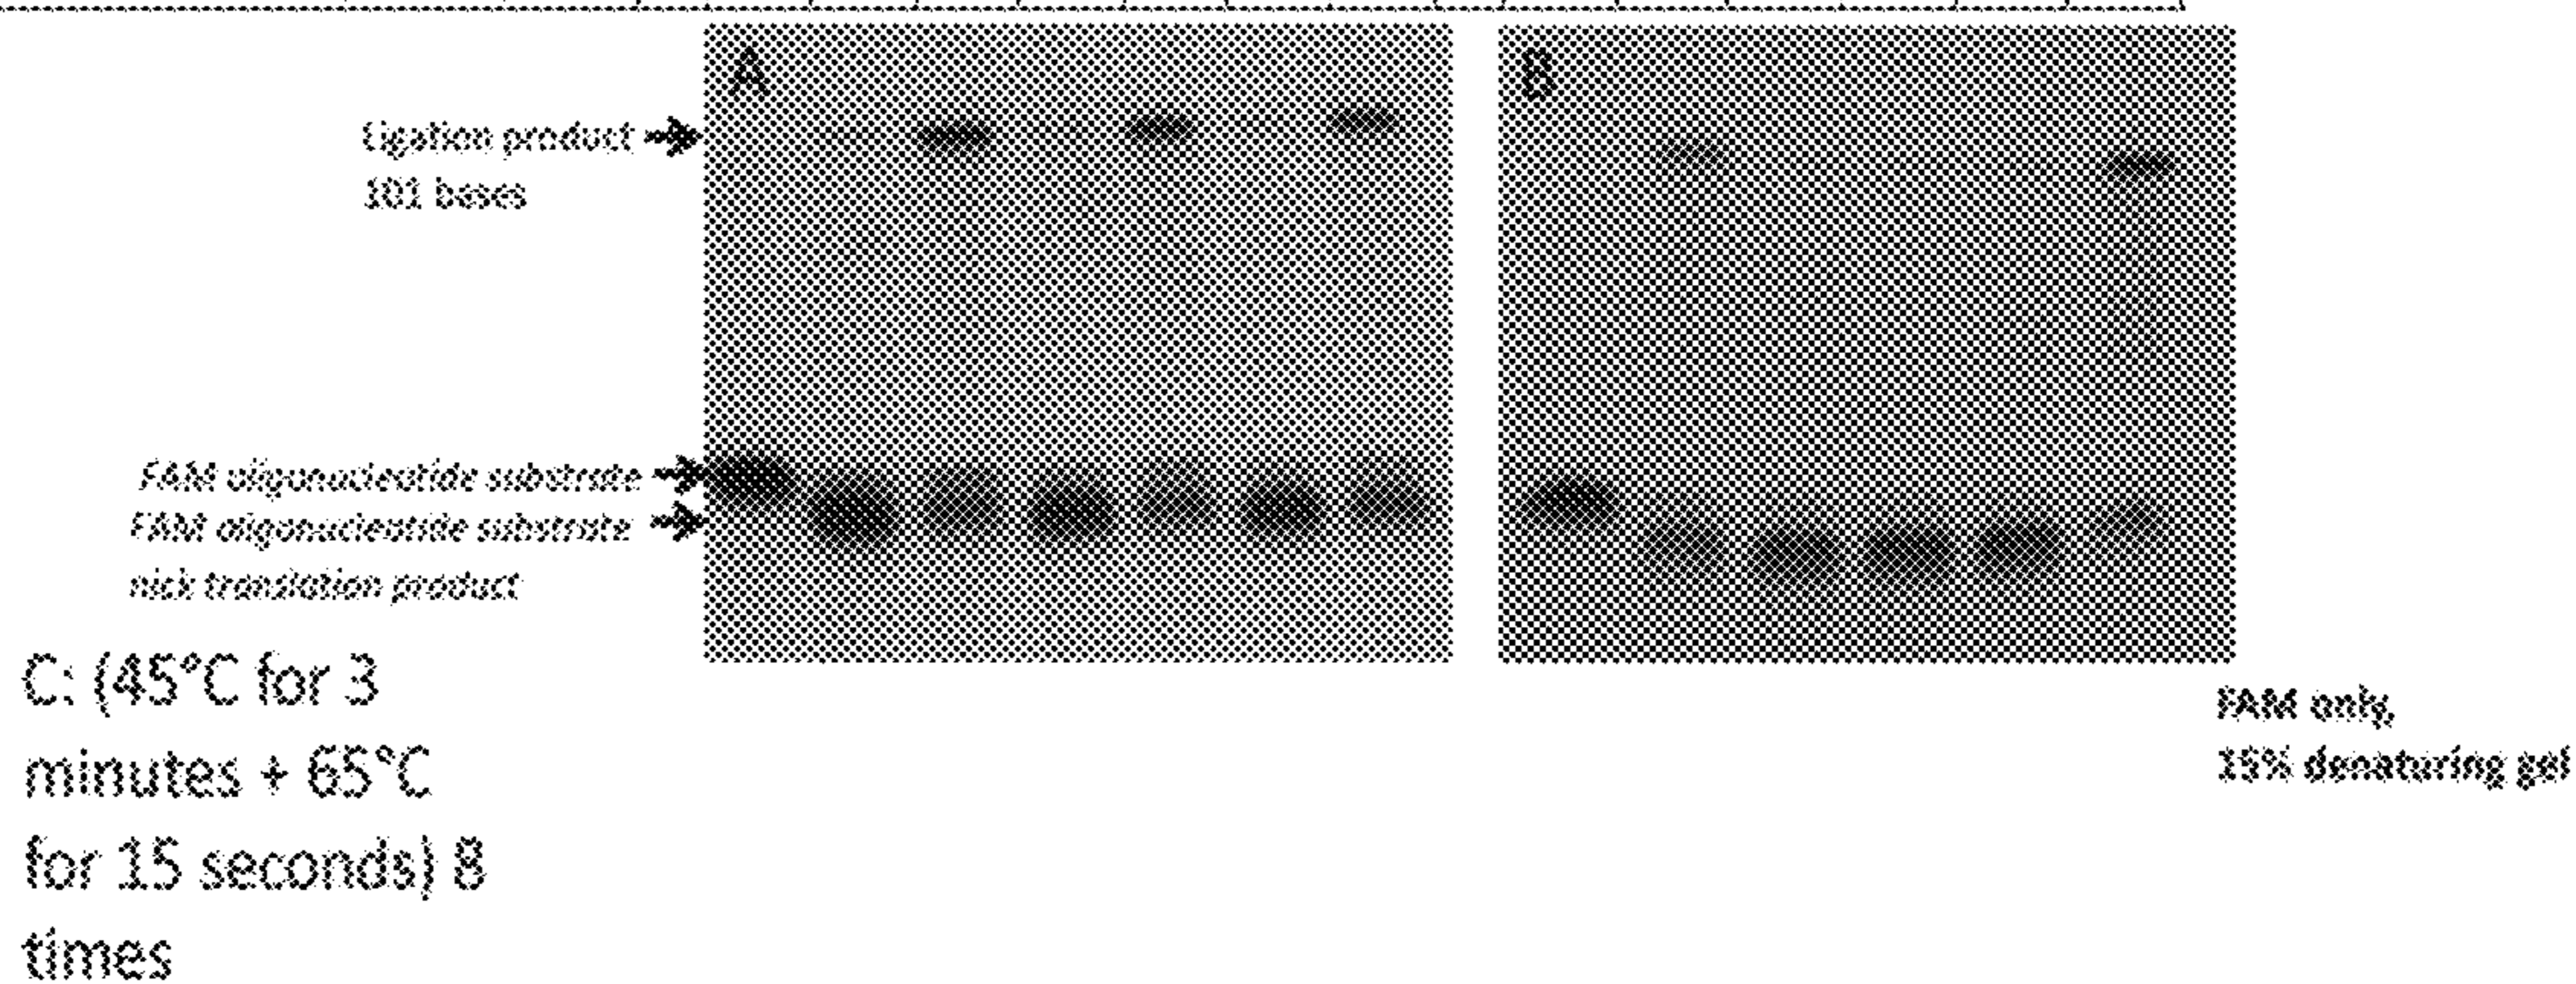 A
B
Ligation product
101 bases
FAM oligonucleotide substrate
FAM oligonucleotide substrate
nick translation product
C: (45°C for 3
minutes + 65°C
for 15 seconds) 8
times
FAM only,
15% denaturing gel